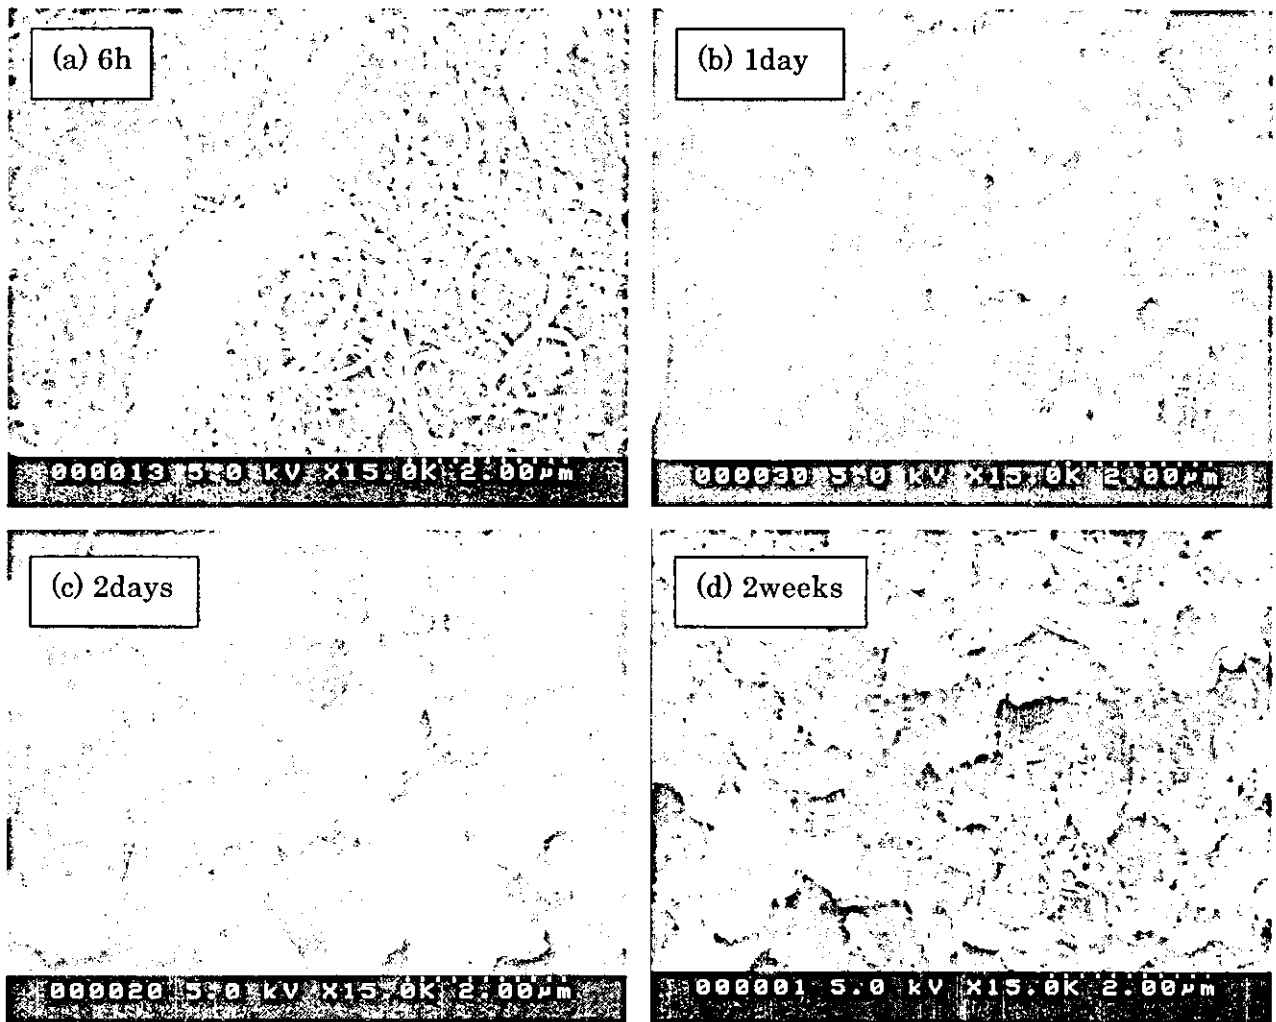 (a) 6h
(b) 1day
000013 5.0 kV X15.0K 2.00µm
000030 5.0 kV X15.0K 2.00µm
(c) 2days
(d) 2weeks
000020 5.0 kV X15.0K 2.00µm
000001 5.0 kV X15.0K 2.00µm